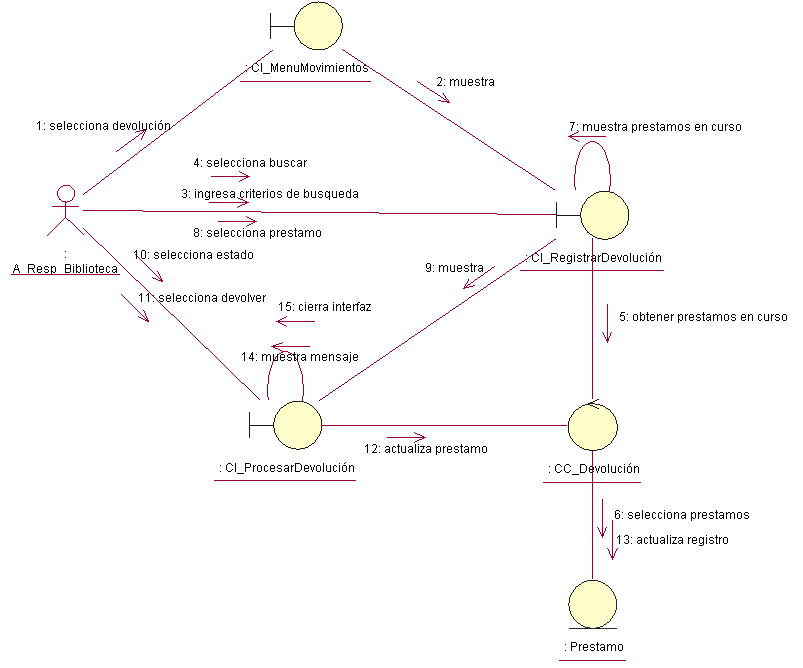 : CI_MenuMovimientos
2: muestra
1: selecciona devolución
7: muestra prestamos en curso
4: selecciona buscar
3: ingresa criterios de busqueda
8: selecciona prestamo
:
A_Resp_Biblioteca
10: selecciona estado
: CI_RegistrarDevolución
9: muestra
11: selecciona devolver
15: cierra interfaz
5: obtener prestamos en curso
14: muestra mensaje
12: actualiza prestamo
: CI_ProcesarDevolución
: CC_Devolución
6: selecciona prestamos
13: actualiza registro
: Prestamo